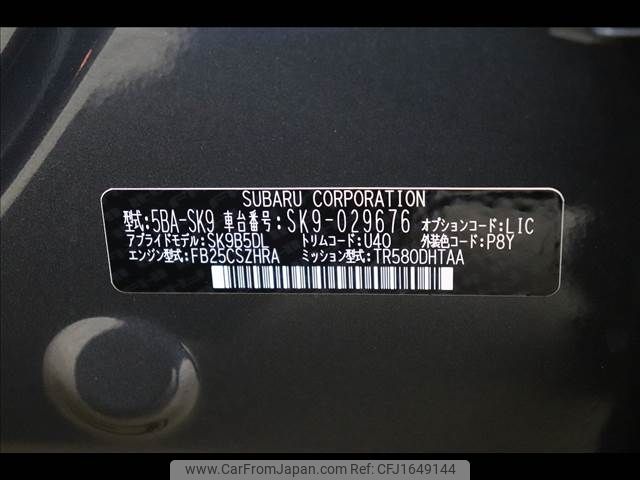 SUBARU CORPORATION
型式:5BA-SK9 車台番号:SK9-029676 オプションコード:LIC
アプライドモデル:SK9B5DL トリムコード:U40 外装色コード:P8Y
エンジン型式:FB25CSZHRA ミッション型式:TR580DHTAA
www.CarFromJapan.com | ID: CFJ1649144